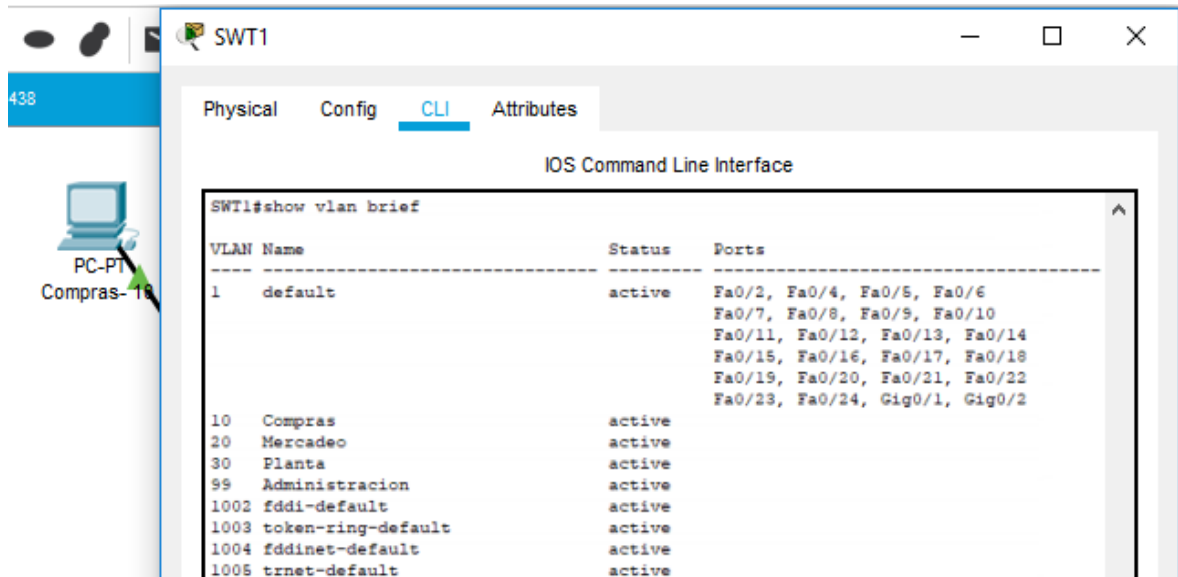 SWT1
438
Physical Config CLI Attributes
IOS Command Line Interface
SWT1#show vlan brief
VLAN Name Status Ports
---- -------------------------------- --------- -------------------------------
1 default active Fa0/2, Fa0/4, Fa0/5, Fa0/6
Fa0/7, Fa0/8, Fa0/9, Fa0/10
Fa0/11, Fa0/12, Fa0/13, Fa0/14
Fa0/15, Fa0/16, Fa0/17, Fa0/18
Fa0/19, Fa0/20, Fa0/21, Fa0/22
Fa0/23, Fa0/24, Gig0/1, Gig0/2
10 Compras active
20 Mercadeo active
30 Planta active
99 Administracion active
1002 fddi-default active
1003 token-ring-default active
1004 fddinet-default active
1005 trnet-default active
PC-PT
Compras-